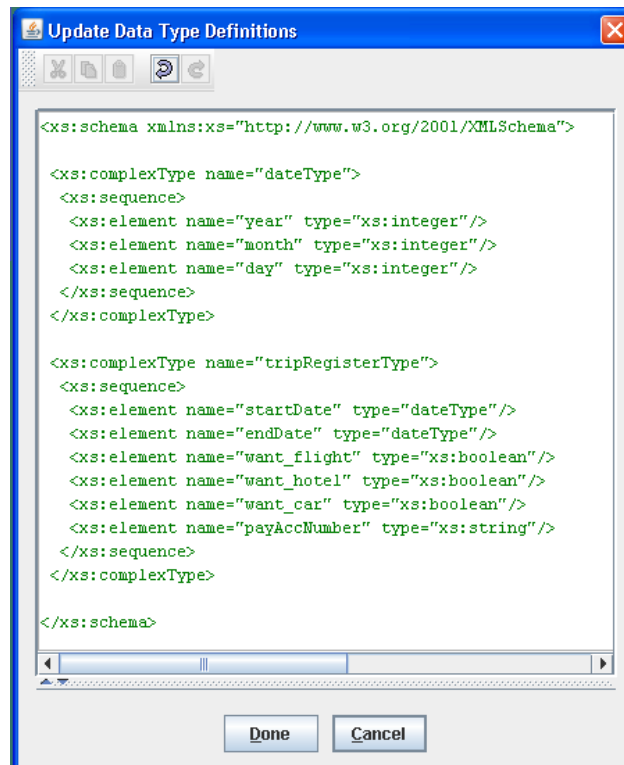 Update Data Type Definitions
<xs:schema xmlns:xs="http://www.w3.org/2001/XMLSchema">
<xs:complexType name="dateType">
<xs:sequence>
<xs:element name="year" type="xs:integer"/>
<xs:element name="month" type="xs:integer"/>
<xs:element name="day" type="xs:integer"/>
</xs:sequence>
</xs:complexType>
<xs:complexType name="tripRegisterType">
<xs:sequence>
<xs:element name="startDate" type="dateType"/>
<xs:element name="endDate" type="dateType"/>
<xs:element name="want_flight" type="xs:boolean"/>
<xs:element name="want_hotel" type="xs:boolean"/>
<xs:element name="want_car" type="xs:boolean"/>
<xs:element name="payAccNumber" type="xs:string"/>
</xs:sequence>
</xs:complexType>
</xs:schema>
Done Cancel